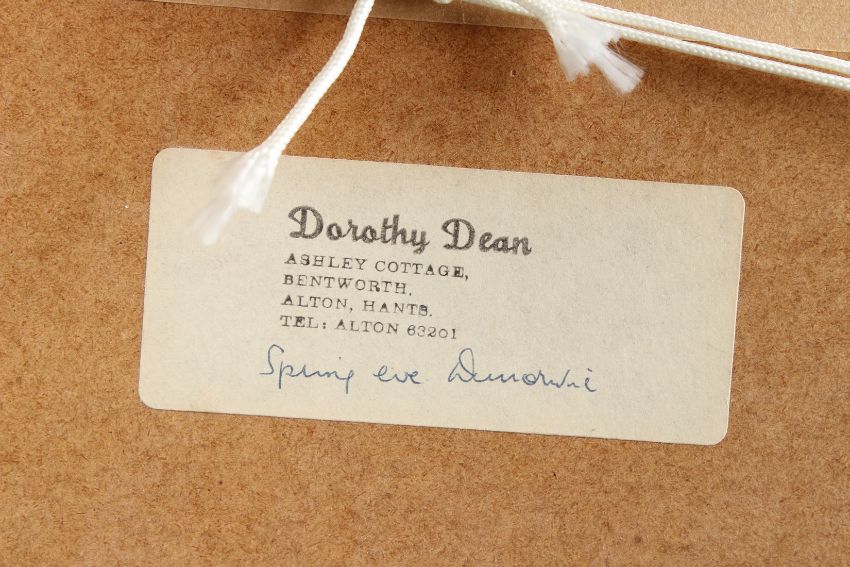 Dorothy Dean
ASHLEY COTTAGE,
BENTWORTH,
ALTON, HANTS.
TEL: ALTON 63201
Spring eve